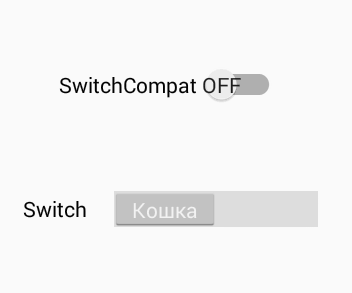 SwitchCompat OFF
Switch Кошка